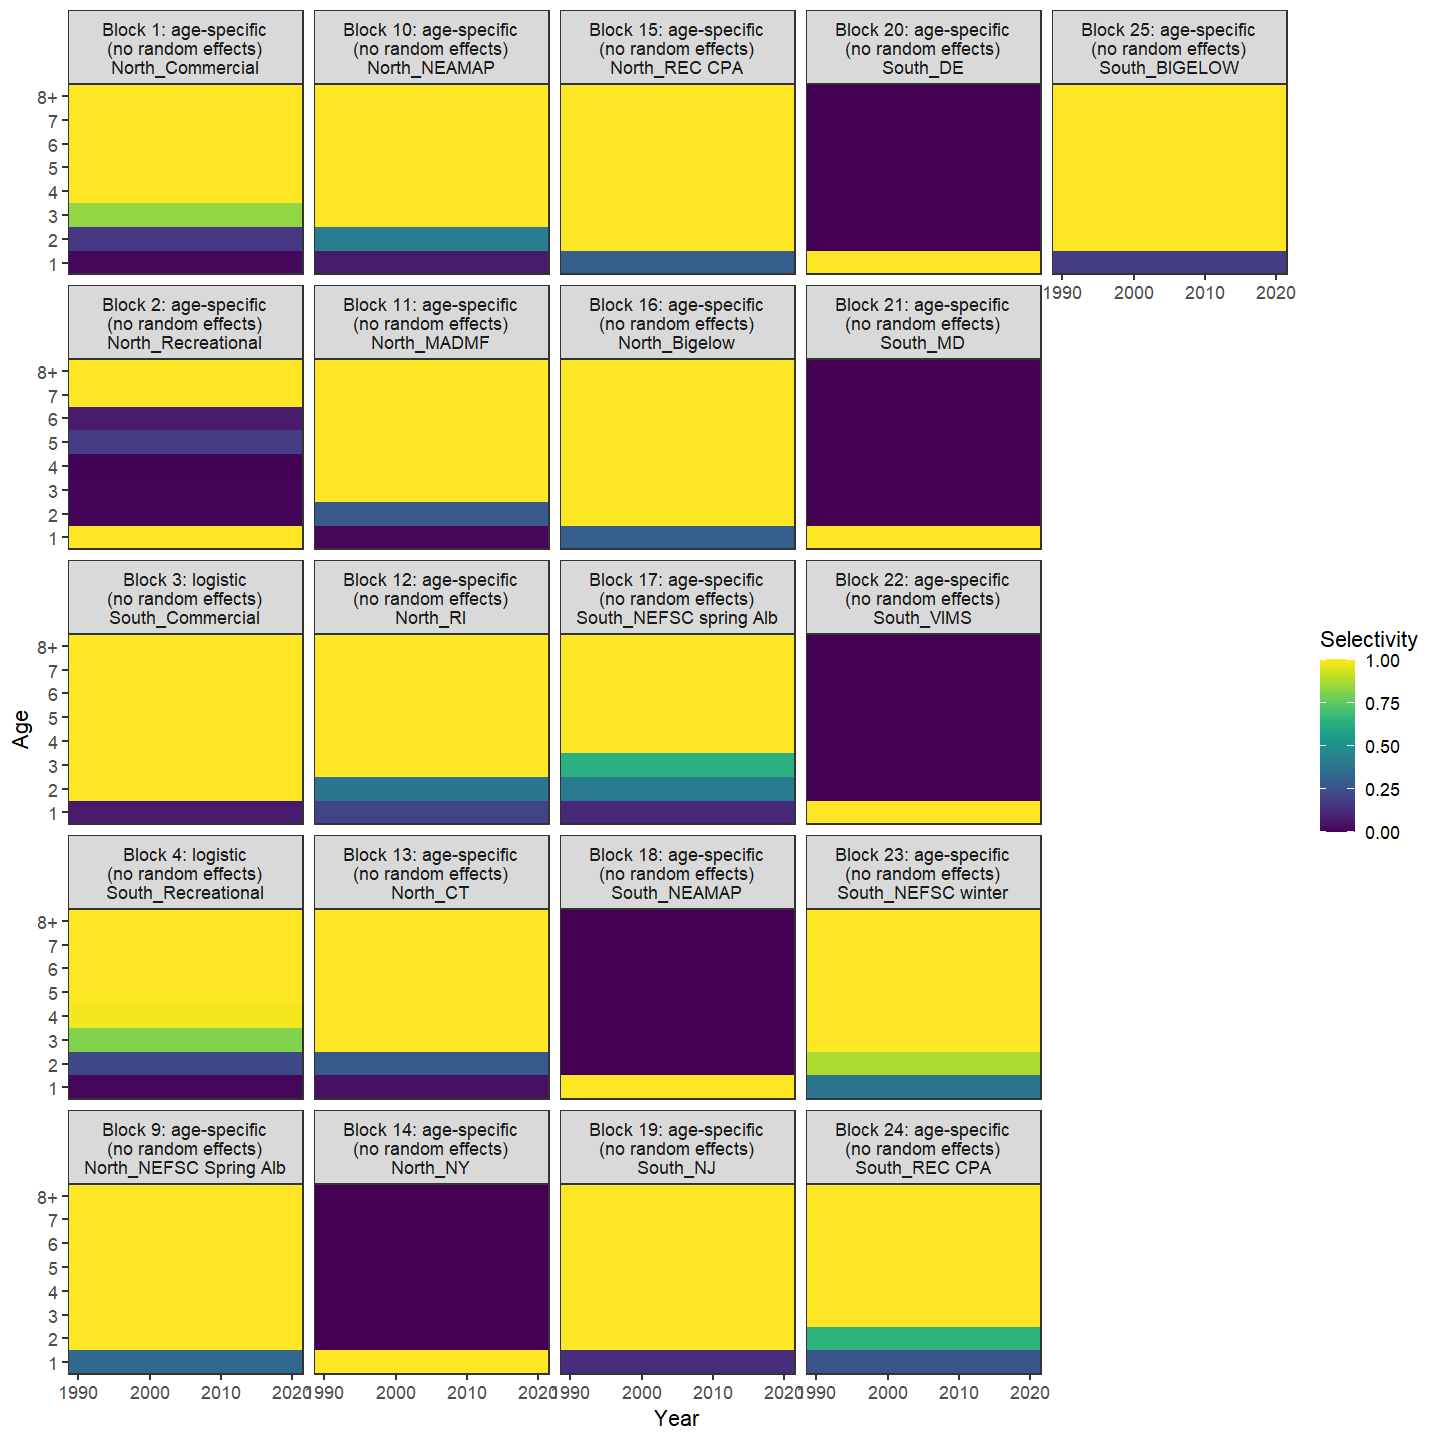 Block 1: age-specific
(no random effects)
North_Commercial
Block 10: age-specific
(no random effects)
North_NEAMAP
Block 15: age-specific
(no random effects)
North_REC CPA
Block 20: age-specific
(no random effects)
South_DE
Block 25: age-specific
(no random effects)
South_BIGELOW
8+
7
6
5
4
3
2
1
1990 2000 2010 2020
Block 2: age-specific
(no random effects)
North_Recreational
Block 11: age-specific
(no random effects)
North_MADMF
Block 16: age-specific
(no random effects)
North_Bigelow
Block 21: age-specific
(no random effects)
South_MD
8+
7
6
5
4
3
2
1
Block 3: logistic
(no random effects)
South_Commercial
Block 12: age-specific
(no random effects)
North_RI
Block 17: age-specific
(no random effects)
South_NEFSC spring Alb
Block 22: age-specific
(no random effects)
South_VIMS
8+
7
6
5
4
3
2
1
Age
Selectivity
1.00
0.75
0.50
0.25
0.00
Block 4: logistic
(no random effects)
South_Recreational
Block 13: age-specific
(no random effects)
North_CT
Block 18: age-specific
(no random effects)
South_NEAMAP
Block 23: age-specific
(no random effects)
South_NEFSC winter
8+
7
6
5
4
3
2
1
Block 9: age-specific
(no random effects)
North_NEFSC Spring Alb
Block 14: age-specific
(no random effects)
North_NY
Block 19: age-specific
(no random effects)
South_NJ
Block 24: age-specific
(no random effects)
South_REC CPA
8+
7
6
5
4
3
2
1
1990 2000 2010 2020
1990 2000 2010 2020
1990 2000 2010 2020
1990 2000 2010 2020
Year